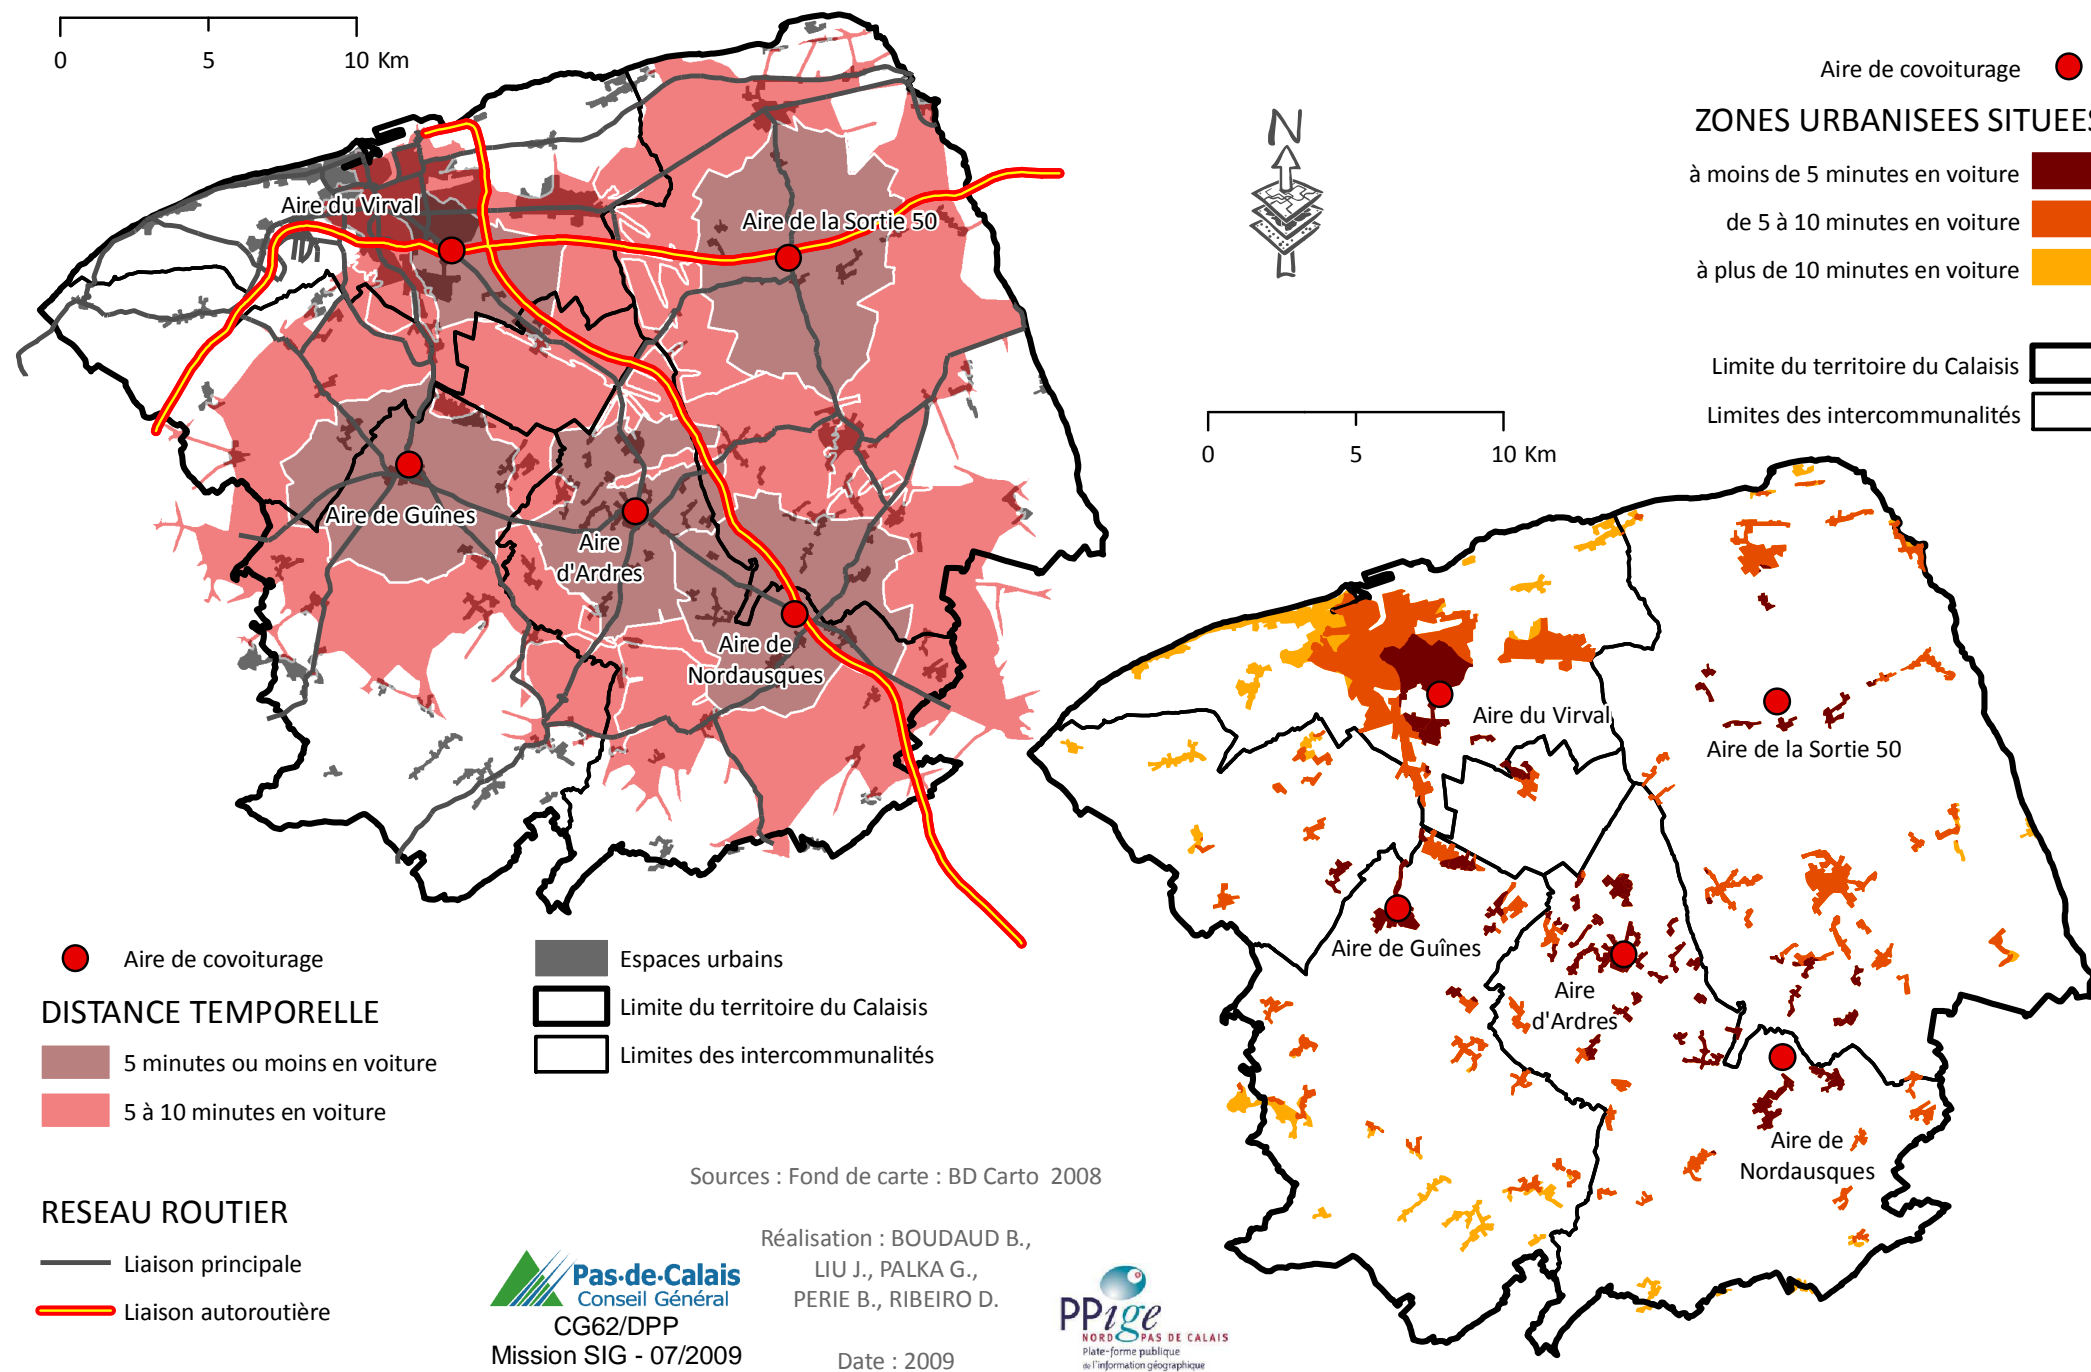 0 5 10 Km
Aire du Virval
Aire de la Sortie 50
Aire de Guînes
Aire
d'Ardres
Aire de
Nordausques
N
Aire de covoiturage
ZONES URBANISEES SITUEES
à moins de 5 minutes en voiture
de 5 à 10 minutes en voiture
à plus de 10 minutes en voiture
Limite du territoire du Calaisis
Limites des intercommunalités
0 5 10 Km
Aire du Virval
Aire de la Sortie 50
Aire de Guînes
Aire
d'Ardres
Aire de
Nordausques
Aire de covoiturage
DISTANCE TEMPORELLE
5 minutes ou moins en voiture
5 à 10 minutes en voiture
RESEAU ROUTIER
Liaison principale
Liaison autoroutière
Espaces urbains
Limite du territoire du Calaisis
Limites des intercommunalités
Sources : Fond de carte : BD Carto 2008
Réalisation : BOUDAUD B.,
LIU J., PALKA G.,
PERIE B., RIBEIRO D.
Date : 2009
Pas-de-Calais
Conseil Général
CG62/DPP
Mission SIG - 07/2009
PPige
NORD PAS DE CALAIS
Plate-forme publique
de l'information géographique